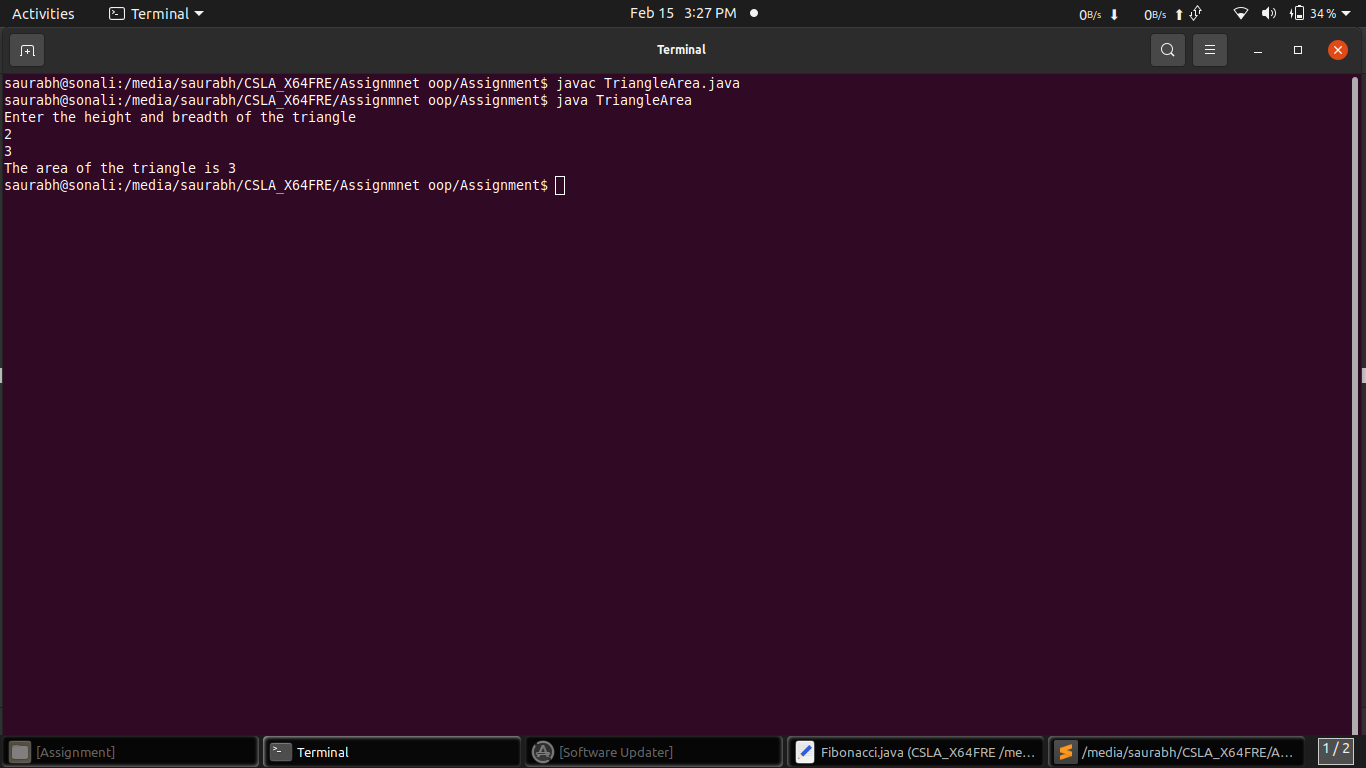 Activities Terminal Feb 15 3:27 PM 0B/s 0B/s 34%
Terminal
saurabh@sonali:/media/saurabh/CSLA_X64FRE/Assignmnet oop/Assignment$ javac TriangleArea.java
saurabh@sonali:/media/saurabh/CSLA_X64FRE/Assignmnet oop/Assignment$ java TriangleArea
Enter the height and breadth of the triangle
2
3
The area of the triangle is 3
saurabh@sonali:/media/saurabh/CSLA_X64FRE/Assignmnet oop/Assignment$
[Assignment] Terminal [Software Updater] Fibonacci.java (CSLA_X64FRE /me... /media/saurabh/CSLA_X64FRE/A... 1 / 2